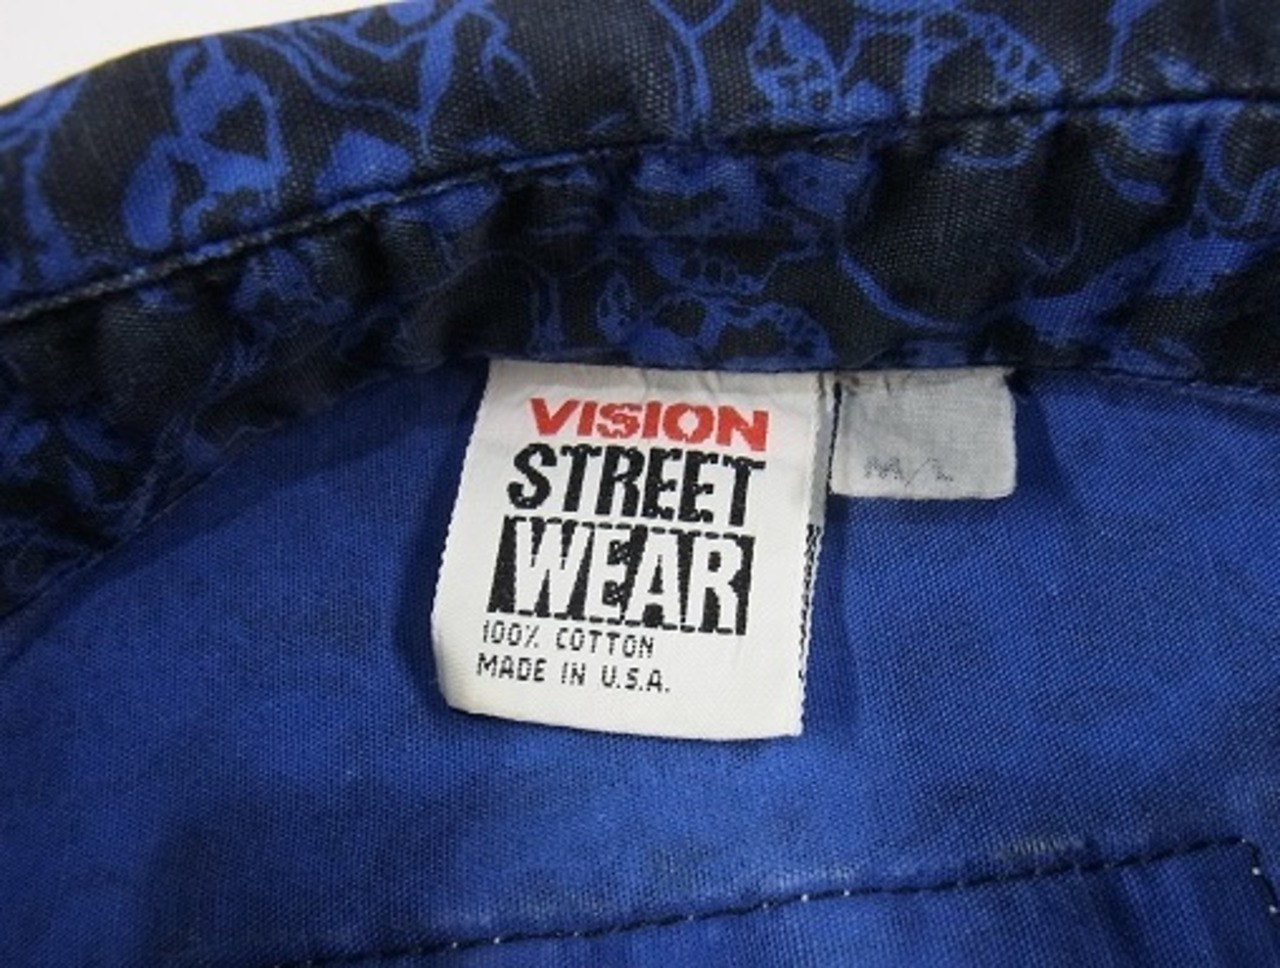 VISION
STREET
WEAR
100% COTTON
MADE IN U.S.A.
M/L